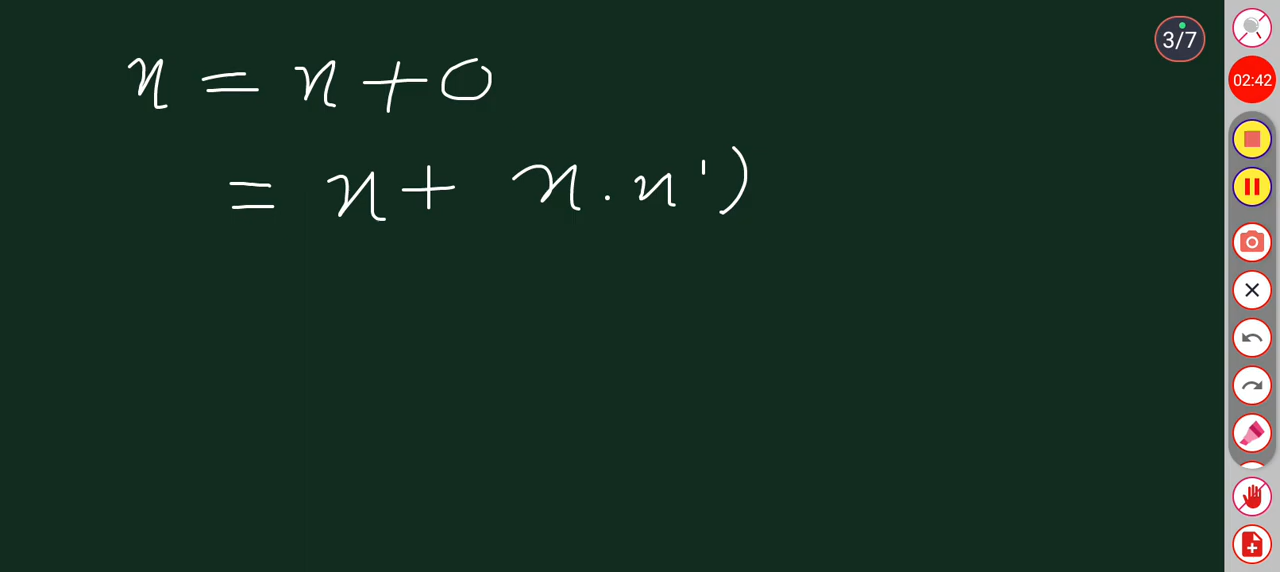 x = x + 0
3/7
02:42
= x + x . x ' )